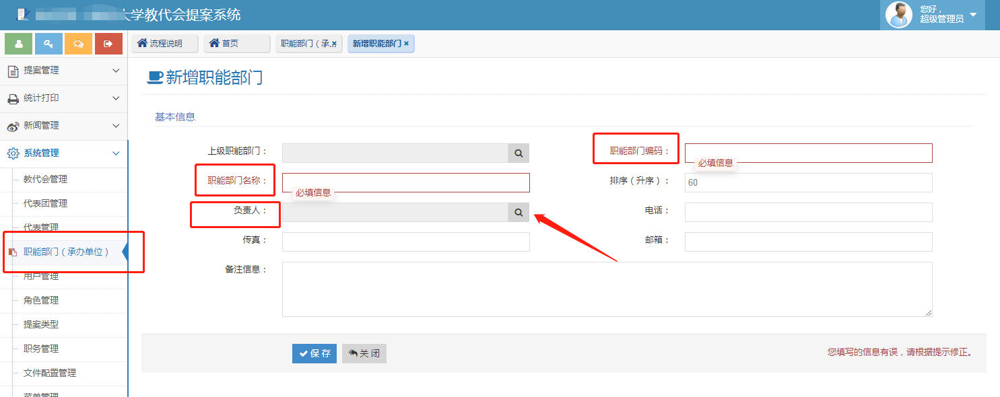 大学教代会提案系统
您好，
超级管理员
流程说明
首页
职能部门（承.×
新增职能部门 ×
提案管理
统计打印
新闻管理
系统管理
教代会管理
代表团管理
代表管理
职能部门（承办单位）
用户管理
角色管理
提案类型
职务管理
文件配置管理
菜单管理
新增职能部门
基本信息
上级职能部门：
职能部门编码：
必填信息
职能部门名称：
必填信息
排序（升序）：
60
负责人：
电话：
传真：
邮箱：
备注信息：
保 存
关 闭
您填写的信息有误，请根据提示修正。